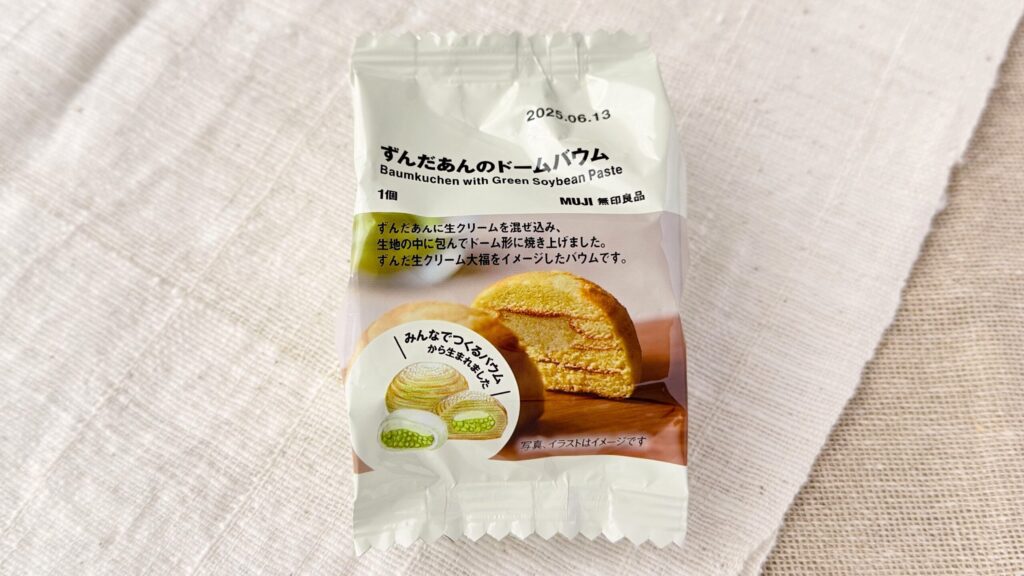 2025.06.13
ずんだあんのドームバウム
Baumkuchen with Green Soybean Paste
1個
MUJI 無印良品
ずんだあんに生クリームを混ぜ込み、
生地の中に包んでドーム形に焼き上げました。
ずんだ生クリーム大福をイメージしたバウムです。
みんなでつくるバウム
から生まれました
写真、イラストはイメージです